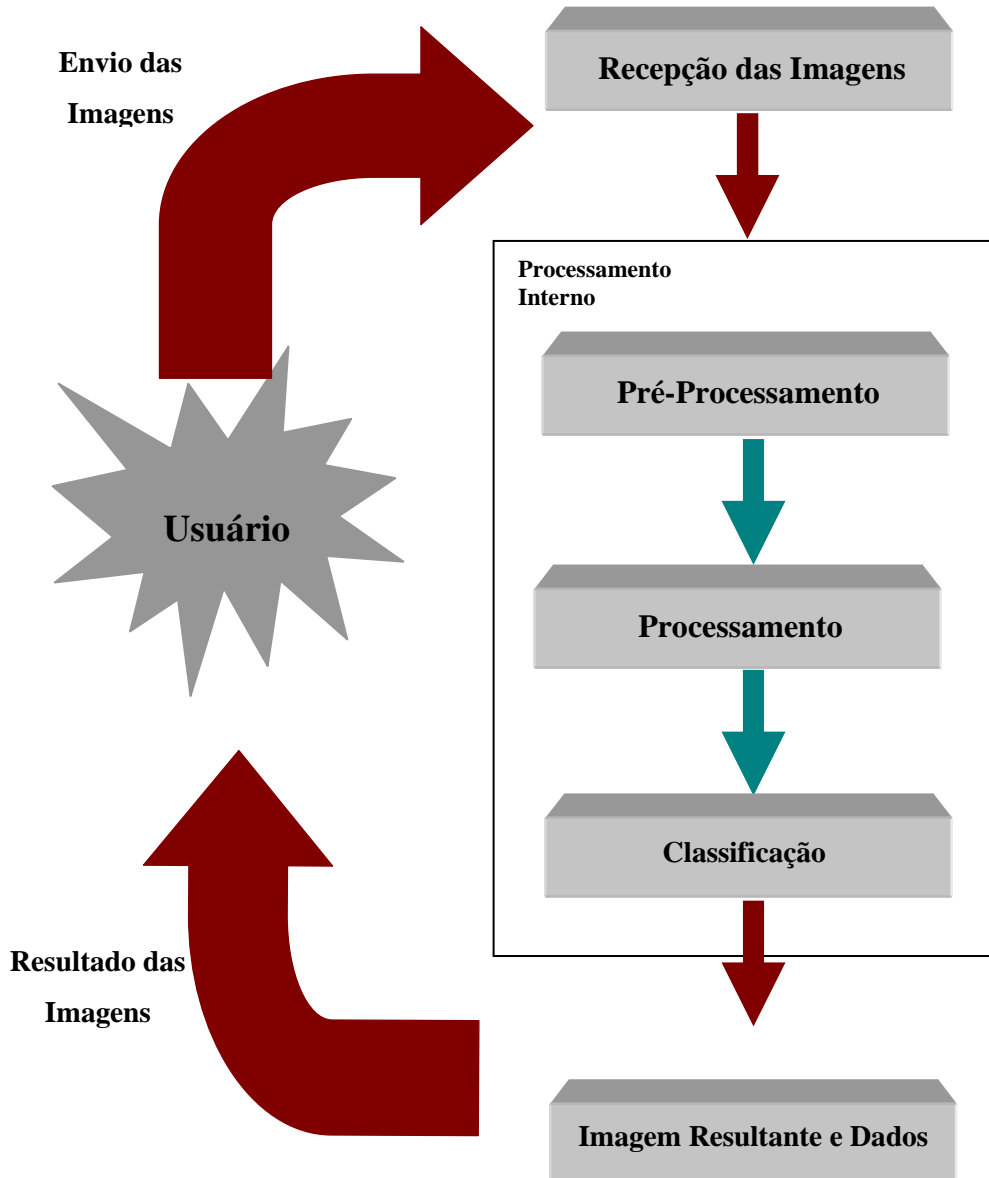 Envio das
Imagens
Recepção das Imagens
Processamento
Interno
Pré-Processamento
Usuário
Processamento
Classificação
Resultado das
Imagens
Imagem Resultante e Dados